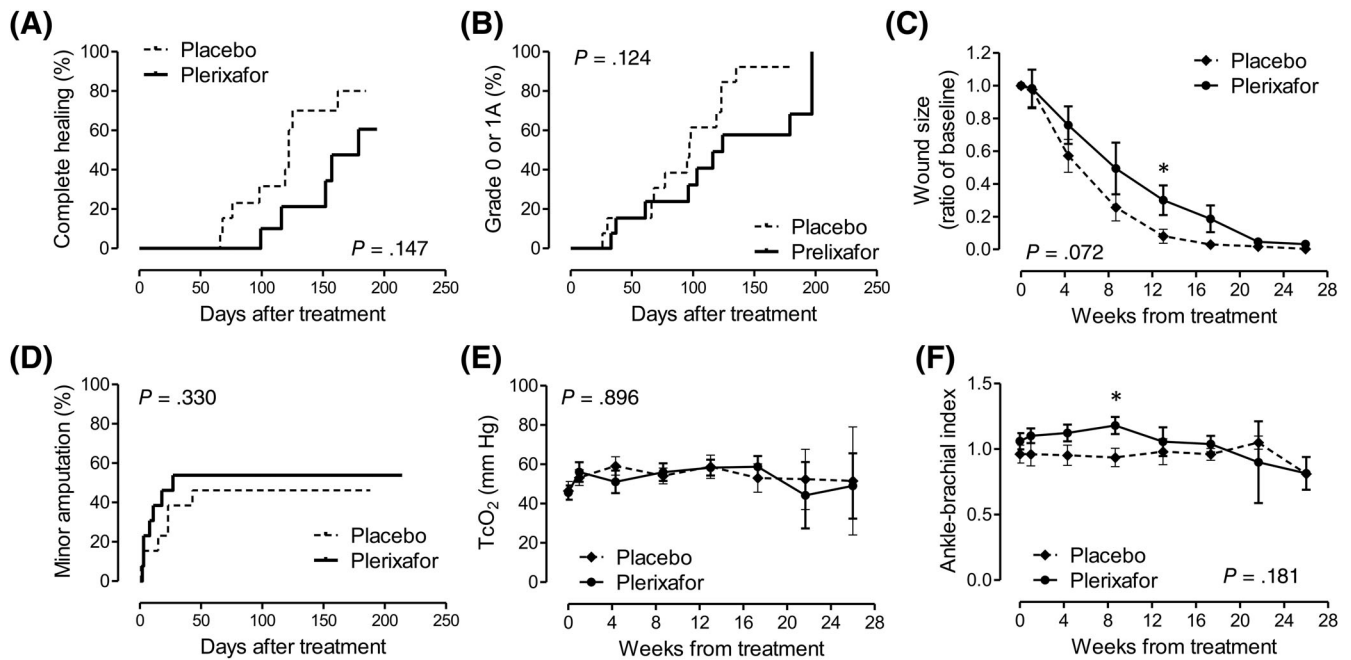 (A)
Complete healing (%)
100
80
60
40
20
0
Placebo
Plerixafor
P = .147
0 50 100 150 200 250
Days after treatment
(B)
Grade 0 or 1A (%)
100
80
60
40
20
0
P = .124
Placebo
Prelixafor
0 50 100 150 200 250
Days after treatment
(C)
Wound size
(ratio of baseline)
1.2
1.0
0.8
0.6
0.4
0.2
0.0
Placebo
Plerixafor
*
P = .072
0 4 8 12 16 20 24 28
Weeks from treatment
(D)
Minor amputation (%)
100
80
60
40
20
0
P = .330
Placebo
Plerixafor
0 50 100 150 200 250
Days after treatment
(E)
TcO₂ (mm Hg)
100
80
60
40
20
0
P = .896
Placebo
Plerixafor
0 4 8 12 16 20 24 28
Weeks from treatment
(F)
Ankle-brachial index
1.5
1.0
0.5
0.0
*
Placebo
Plerixafor
P = .181
0 4 8 12 16 20 24 28
Weeks from treatment